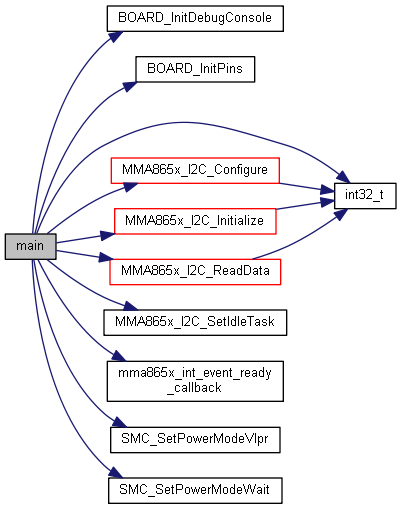 BOARD_InitDebugConsole
BOARD_InitPins
MMA865x_I2C_Configure
int32_t
MMA865x_I2C_Initialize
main
MMA865x_I2C_ReadData
MMA865x_I2C_SetIdleTask
mma865x_int_event_ready
_callback
SMC_SetPowerModeVlpr
SMC_SetPowerModeWait